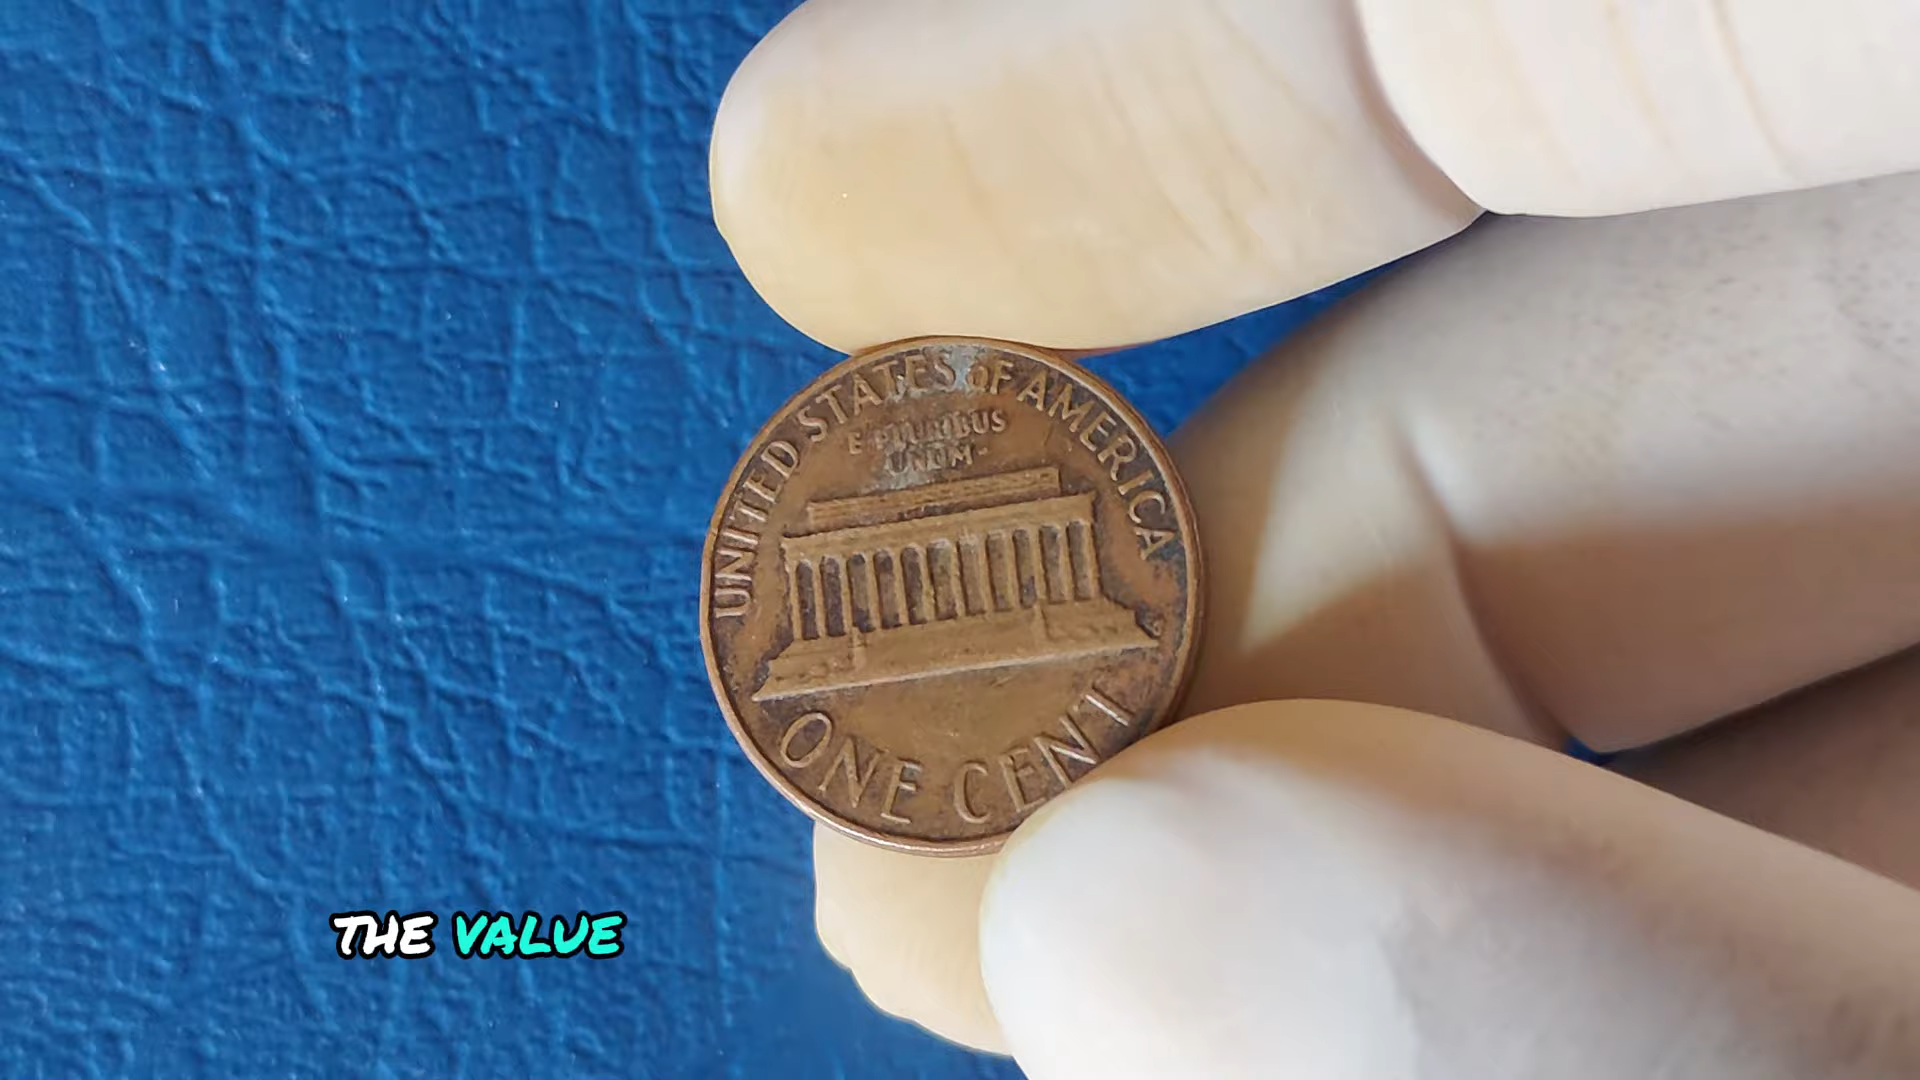 UNITED STATES OF AMERICA
E PLURIBUS
UNUM
ONE CENT
THE VALUE